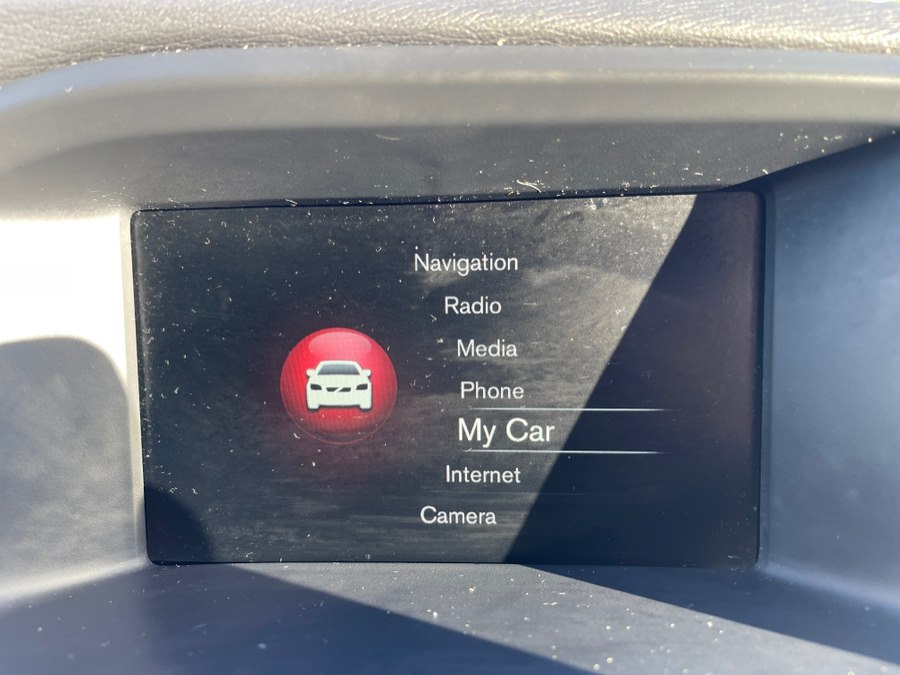 Navigation
Radio
Media
Phone
My Car
Internet
Camera